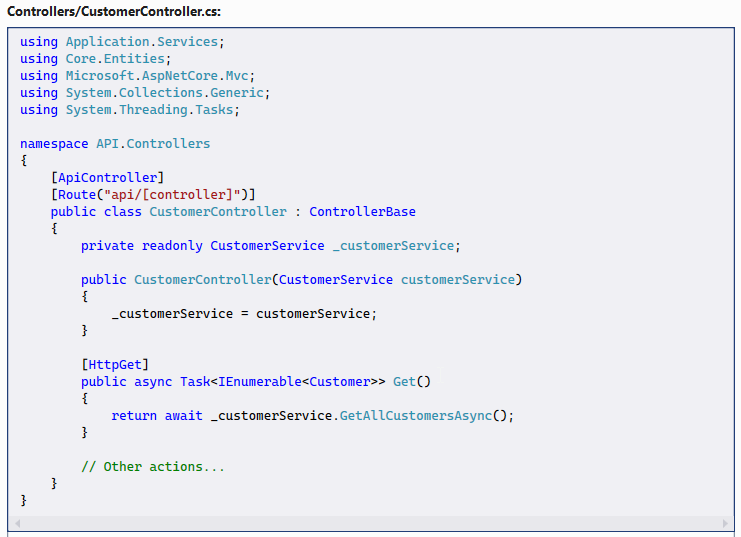 Controllers/CustomerController.cs:
using Application.Services;
using Core.Entities;
using Microsoft.AspNetCore.Mvc;
using System.Collections.Generic;
using System.Threading.Tasks;
namespace API.Controllers
{
    [ApiController]
    [Route("api/[controller]")]
    public class CustomerController : ControllerBase
    {
        private readonly CustomerService _customerService;
        public CustomerController(CustomerService customerService)
        {
            _customerService = customerService;
        }
        [HttpGet]
        public async Task<IEnumerable<Customer>> Get()
        {
            return await _customerService.GetAllCustomersAsync();
        }
        // Other actions...
    }
}